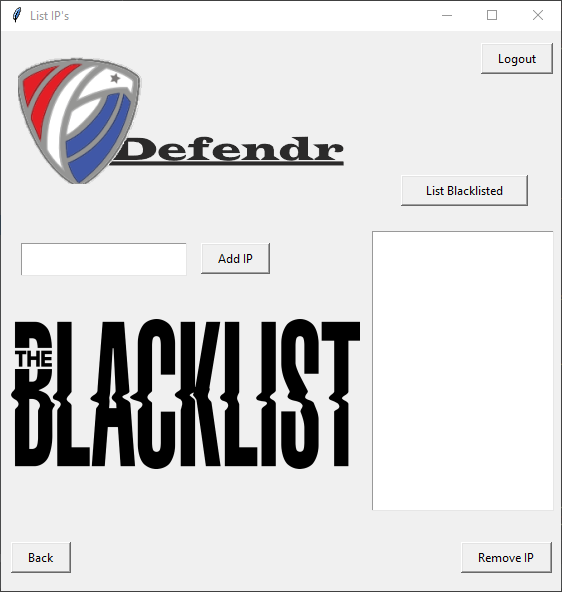 List IP's
Logout
Defendr
List Blacklisted
Add IP
THE
BLACKLIST
Back
Remove IP